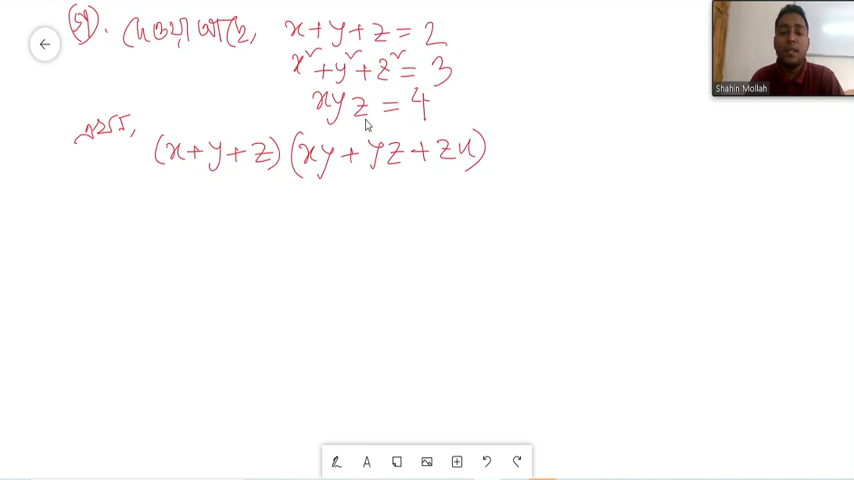 দেওয়া আছে, x+y+z = 2
x²+y²+z² = 3
xyz = 4
এখন,
(x+y+z)(xy+yz+zx)
Shahin Mollah
A